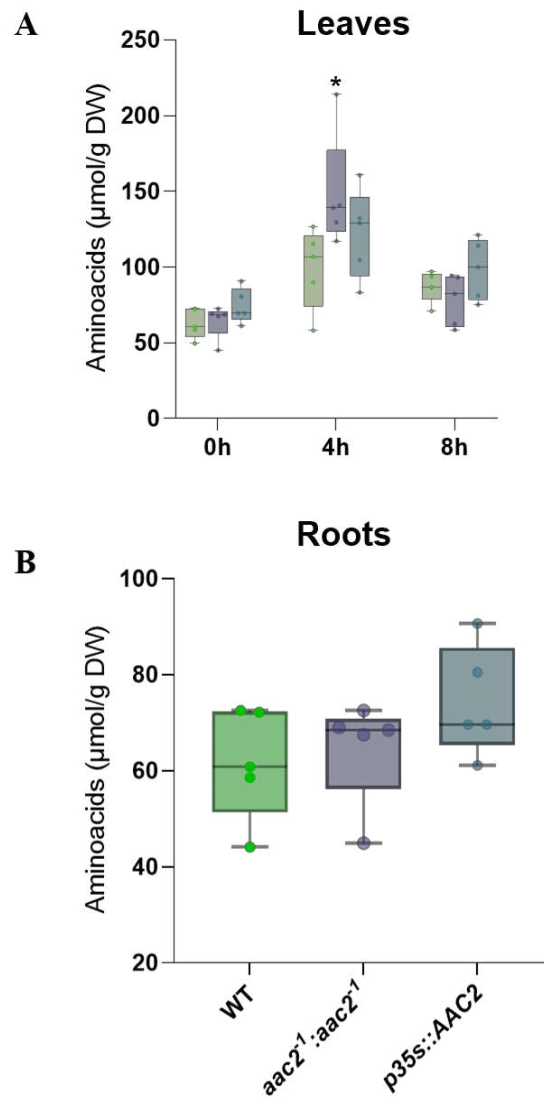 A
Leaves
Aminoacids (μmol/g DW)
250
200
150
100
50
0
*
0h
4h
8h
B
Roots
Aminoacids (μmol/g DW)
100
80
60
40
20
WT
aac2⁻¹:aac2⁻¹
p35s::AAC2